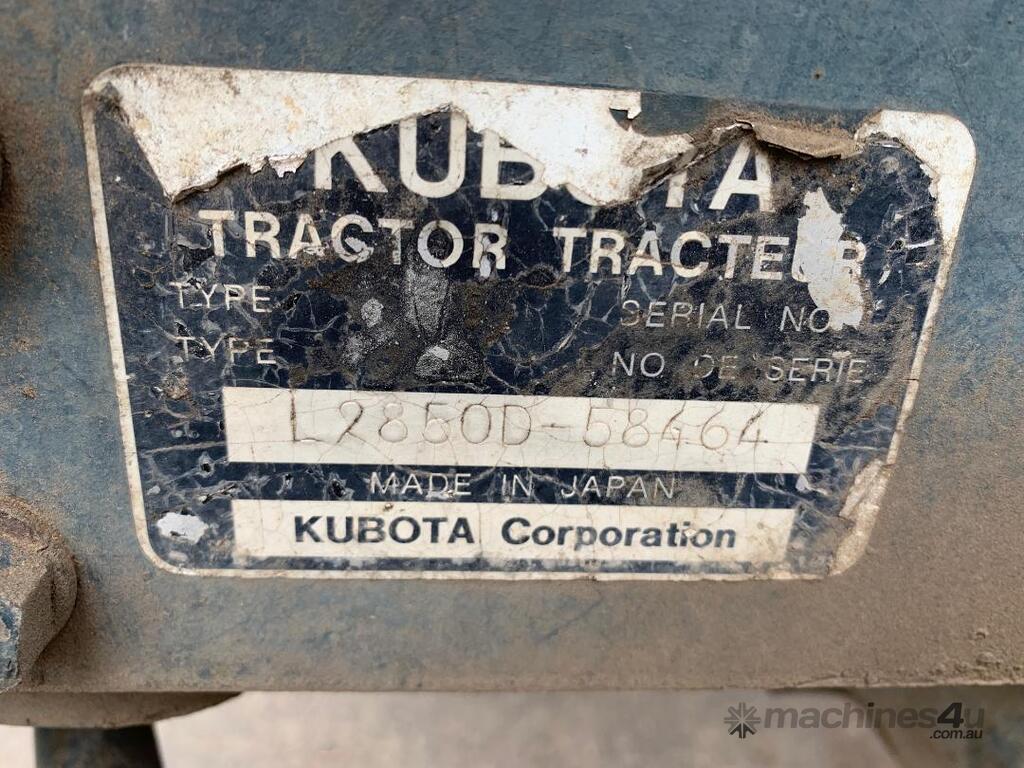 KUBOTA
TRACTOR TRACTEUR
TYPE SERIAL NO.
TYPE NO DE SERIE
L2850D-58464
MADE IN JAPAN
KUBOTA Corporation
machines4u
.com.au